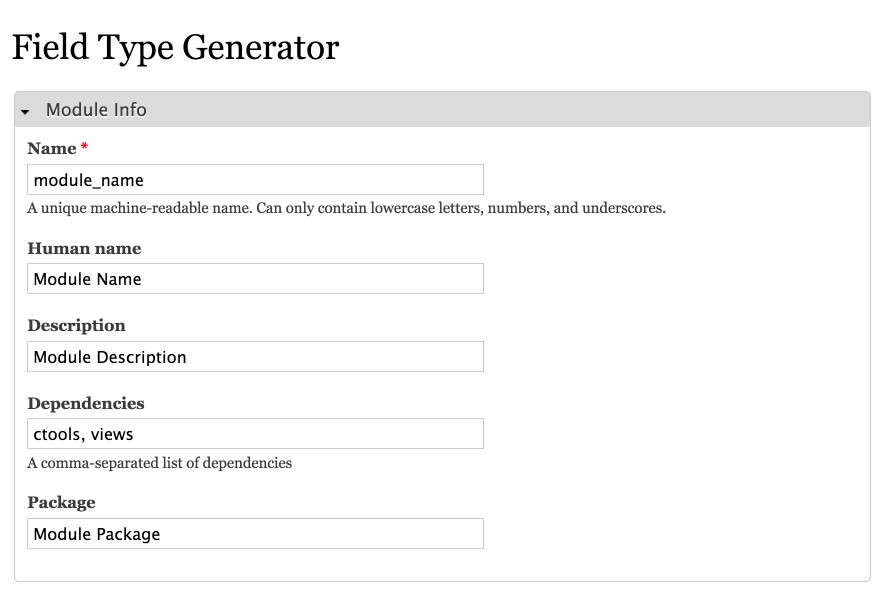 Field Type Generator
Module Info
Name *
module_name
A unique machine-readable name. Can only contain lowercase letters, numbers, and underscores.
Human name
Module Name
Description
Module Description
Dependencies
ctools, views
A comma-separated list of dependencies
Package
Module Package